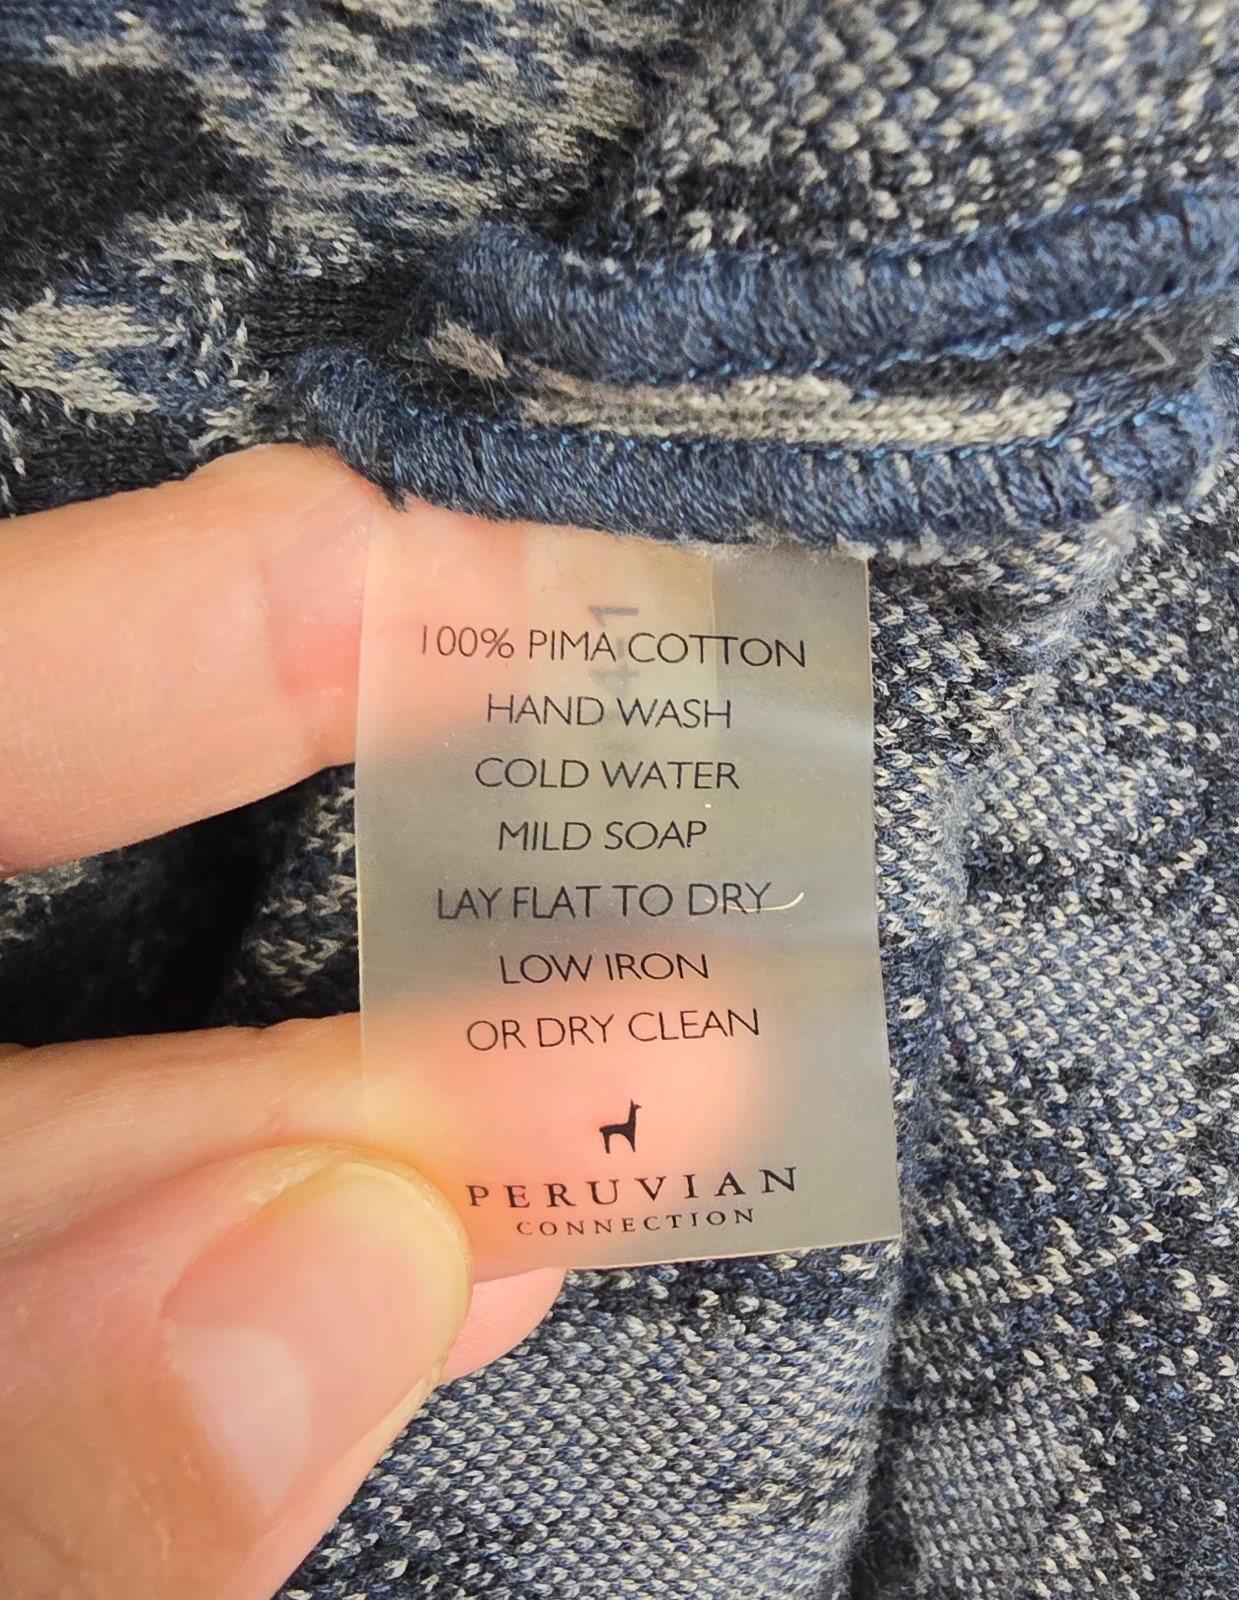 100% PIMA COTTON
HAND WASH
COLD WATER
MILD SOAP
LAY FLAT TO DRY
LOW IRON
OR DRY CLEAN
PERUVIAN
CONNECTION